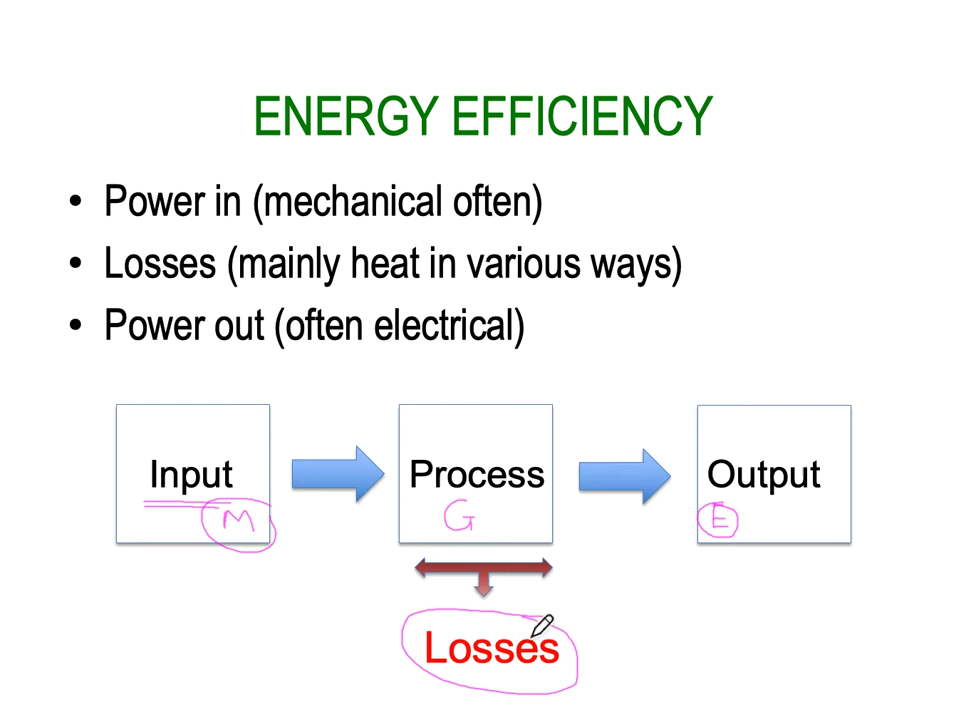 ENERGY EFFICIENCY
• Power in (mechanical often)
• Losses (mainly heat in various ways)
• Power out (often electrical)
Input
Process
Output
M
G
E
Losses